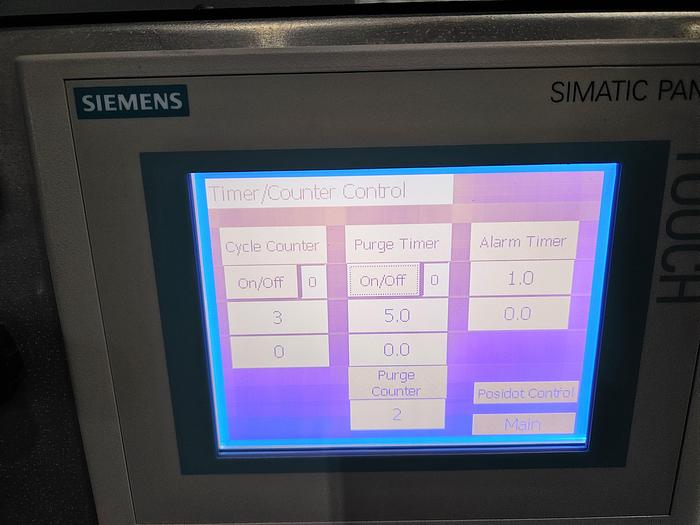 SIEMENS
SIMATIC PAN
TOUCH
Timer/Counter Control
Cycle Counter
Purge Timer
Alarm Timer
On/Off 0
On/Off 0
1.0
3
5.0
0.0
0
0.0
Purge
Counter
2
Posidot Control
Main